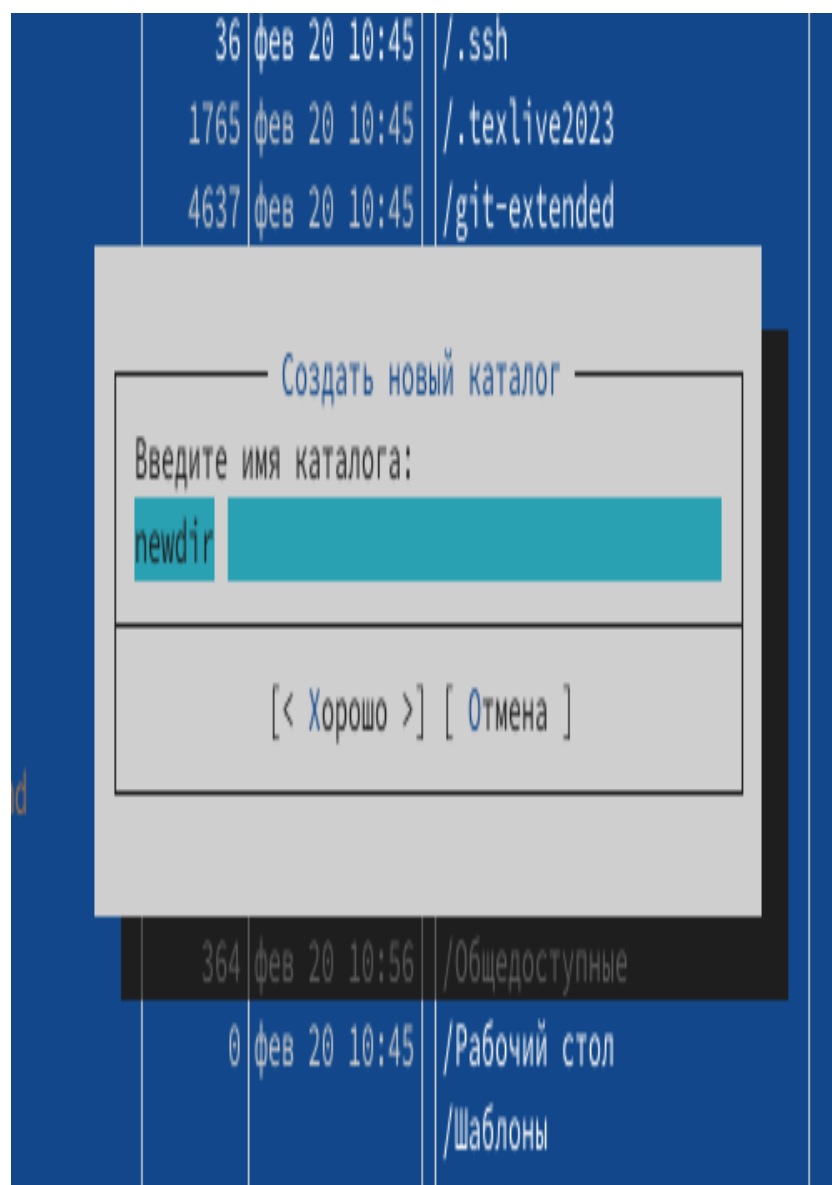 36 фев 20 10:45 /.ssh
1765 фев 20 10:45 /.texlive2023
4637 фев 20 10:45 /git-extended
Создать новый каталог
Введите имя каталога:
newdir
[< Хорошо >] [ Отмена ]
d
364 фев 20 10:56 /Общедоступные
0 фев 20 10:45 /Рабочий стол
/Шаблоны